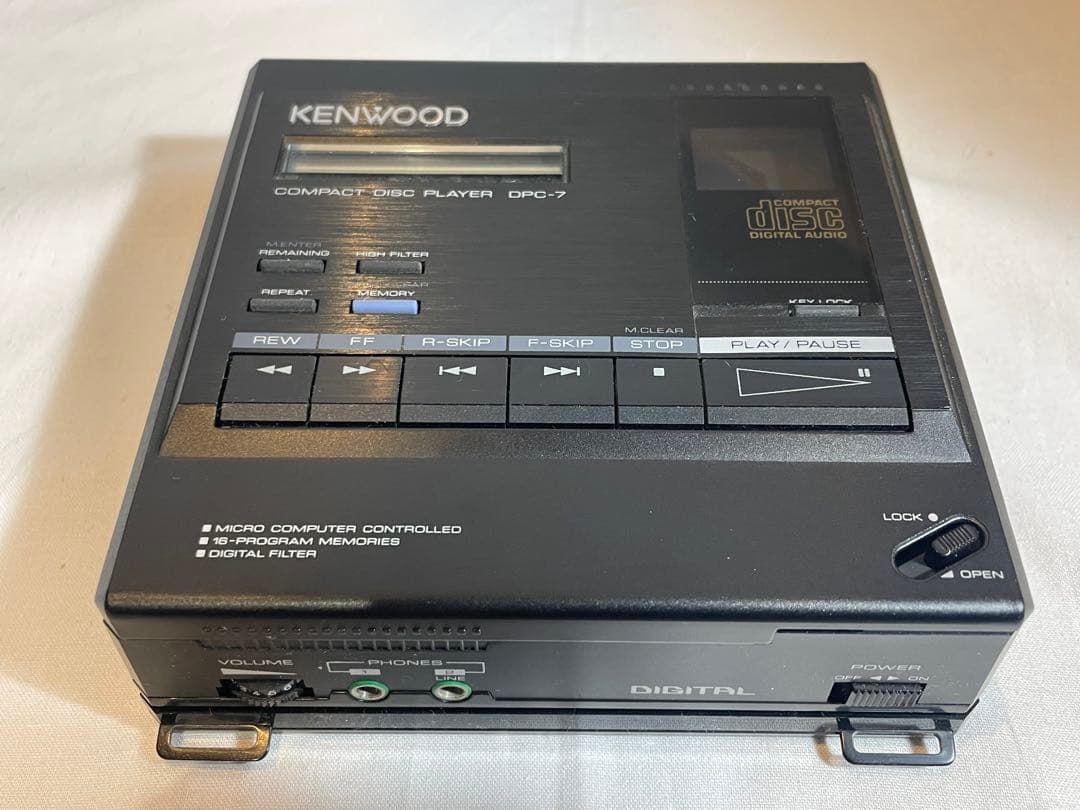 KENWOOD
COMPACT DISC PLAYER DPC-7
COMPACT
disc
DIGITAL AUDIO
M.ENTER
REMAINING
HIGH FILTER
REPEAT
MEMORY
KEY LOCK
M.CLEAR
REW
FF
R-SKIP
F-SKIP
STOP
PLAY / PAUSE
LOCK
OPEN
MICRO COMPUTER CONTROLLED
16-PROGRAM MEMORIES
DIGITAL FILTER
VOLUME
PHONES
1
LINE
DIGITAL
POWER
OFF ◀ ▶ ON